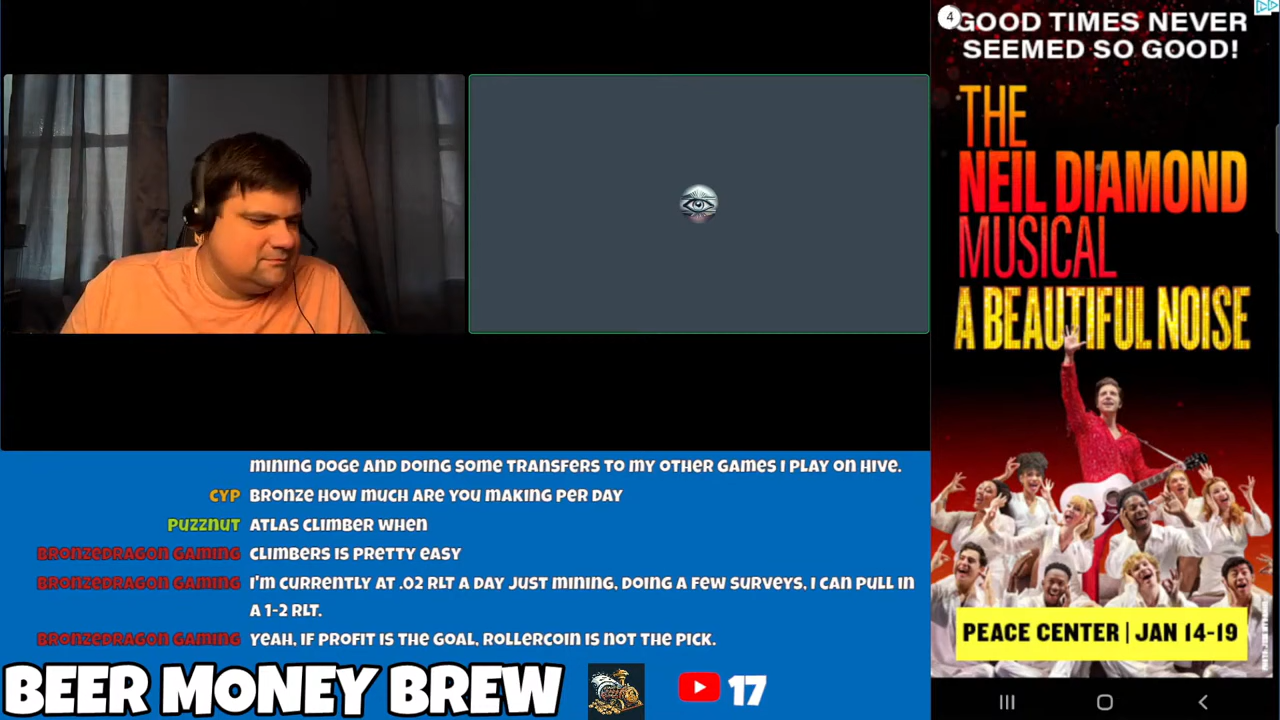 MINING DOGE AND DOING SOME TRANSFERS TO MY OTHER GAMES I PLAY ON HIVE.
CYP BRONZE HOW MUCH ARE YOU MAKING PER DAY
PUZZNUT ATLAS CLIMBER WHEN
BRONZEDRAGON GAMING CLIMBERS IS PRETTY EASY
BRONZEDRAGON GAMING I'M CURRENTLY AT .02 RLT A DAY JUST MINING, DOING A FEW SURVEYS, I CAN PULL IN
A 1-2 RLT.
BRONZEDRAGON GAMING YEAH, IF PROFIT IS THE GOAL, ROLLERCOIN IS NOT THE PICK.
BEER MONEY BREW
17
4
GOOD TIMES NEVER
SEEMED SO GOOD!
THE
NEIL DIAMOND
MUSICAL
A BEAUTIFUL NOISE
PEACE CENTER | JAN 14-19